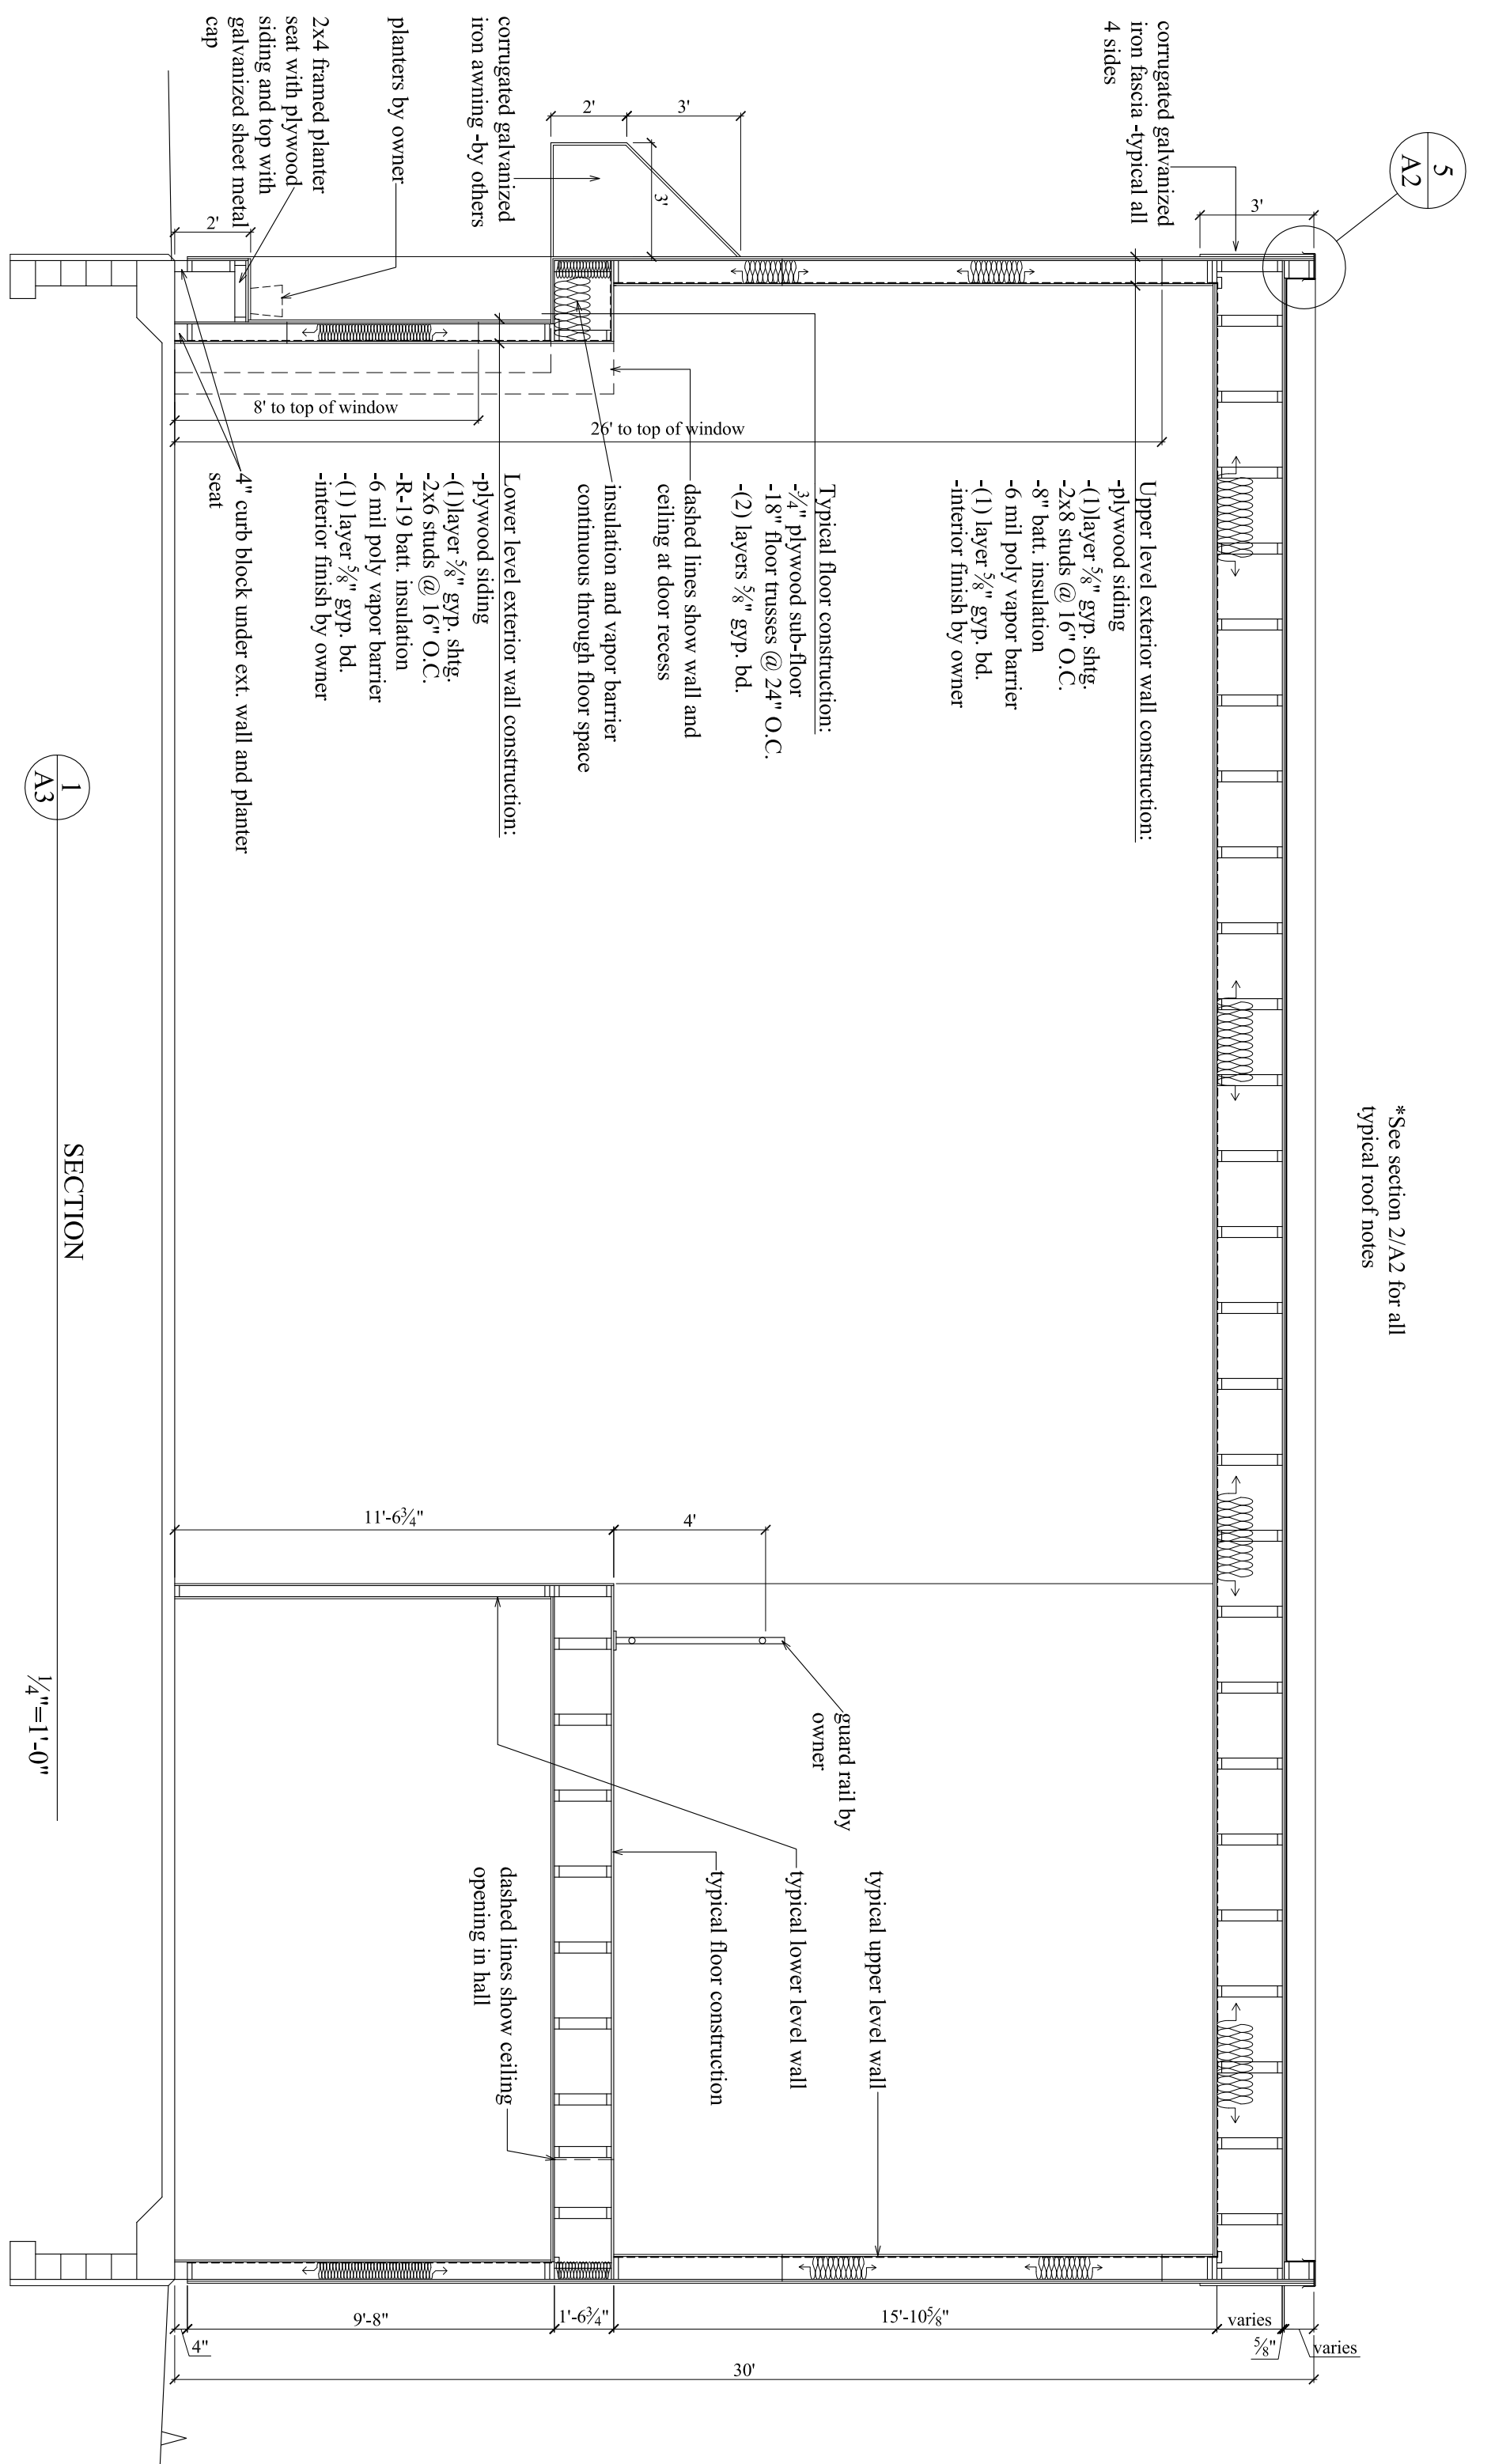 5
A2
*See section 2/A2 for all
typical roof notes
corrugated galvanized
iron fascia -typical all
4 sides
3'
Upper level exterior wall construction:
-plywood siding
-(1)layer ⅝" gyp. shtg.
-2x8 studs @ 16" O.C.
-8" batt. insulation
-6 mil poly vapor barrier
-(1) layer ⅝" gyp. bd.
-interior finish by owner
3'
2'
3'
26' to top of window
8' to top of window
Typical floor construction:
-¾" plywood sub-floor
-18" floor trusses @ 24" O.C.
-(2) layers ⅝" gyp. bd.
dashed lines show wall and
ceiling at door recess
insulation and vapor barrier
continuous through floor space
corrugated galvanized
iron awning -by others
Lower level exterior wall construction:
-plywood siding
-(1)layer ⅝" gyp. shtg.
-2x6 studs @ 16" O.C.
-R-19 batt. insulation
-6 mil poly vapor barrier
-(1) layer ⅝" gyp. bd.
-interior finish by owner
planters by owner
2x4 framed planter
seat with plywood
siding and top with
galvanized sheet metal
cap
2'
4" curb block under ext. wall and planter
seat
11'-6¾"
4'
guard rail by
owner
typical upper level wall
typical lower level wall
typical floor construction
dashed lines show ceiling
opening in hall
varies
⅝"
varies
15'-10⅝"
1'-6¾"
9'-8"
4"
30'
1
A3
SECTION
¼"=1'-0"